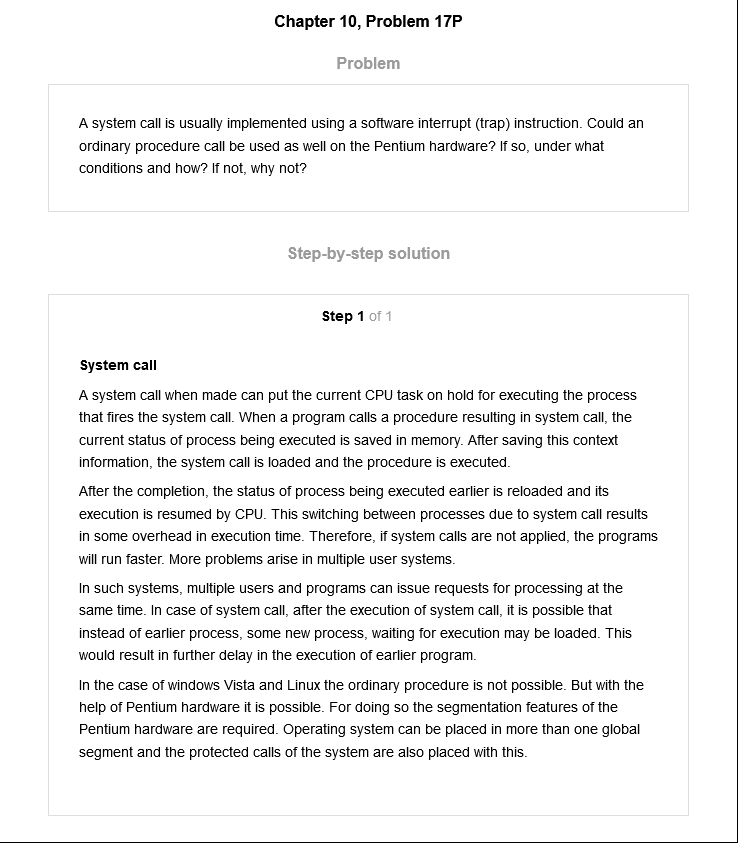 Chapter 10, Problem 17P
Problem
A system call is usually implemented using a software interrupt (trap) instruction. Could an
ordinary procedure call be used as well on the Pentium hardware? If so, under what
conditions and how? If not, why not?
Step-by-step solution
Step 1 of 1
System call
A system call when made can put the current CPU task on hold for executing the process
that fires the system call. When a program calls a procedure resulting in system call, the
current status of process being executed is saved in memory. After saving this context
information, the system call is loaded and the procedure is executed.
After the completion, the status of process being executed earlier is reloaded and its
execution is resumed by CPU. This switching between processes due to system call results
in some overhead in execution time. Therefore, if system calls are not applied, the programs
will run faster. More problems arise in multiple user systems.
In such systems, multiple users and programs can issue requests for processing at the
same time. In case of system call, after the execution of system call, it is possible that
instead of earlier process, some new process, waiting for execution may be loaded. This
would result in further delay in the execution of earlier program.
In the case of windows Vista and Linux the ordinary procedure is not possible. But with the
help of Pentium hardware it is possible. For doing so the segmentation features of the
Pentium hardware are required. Operating system can be placed in more than one global
segment and the protected calls of the system are also placed with this.